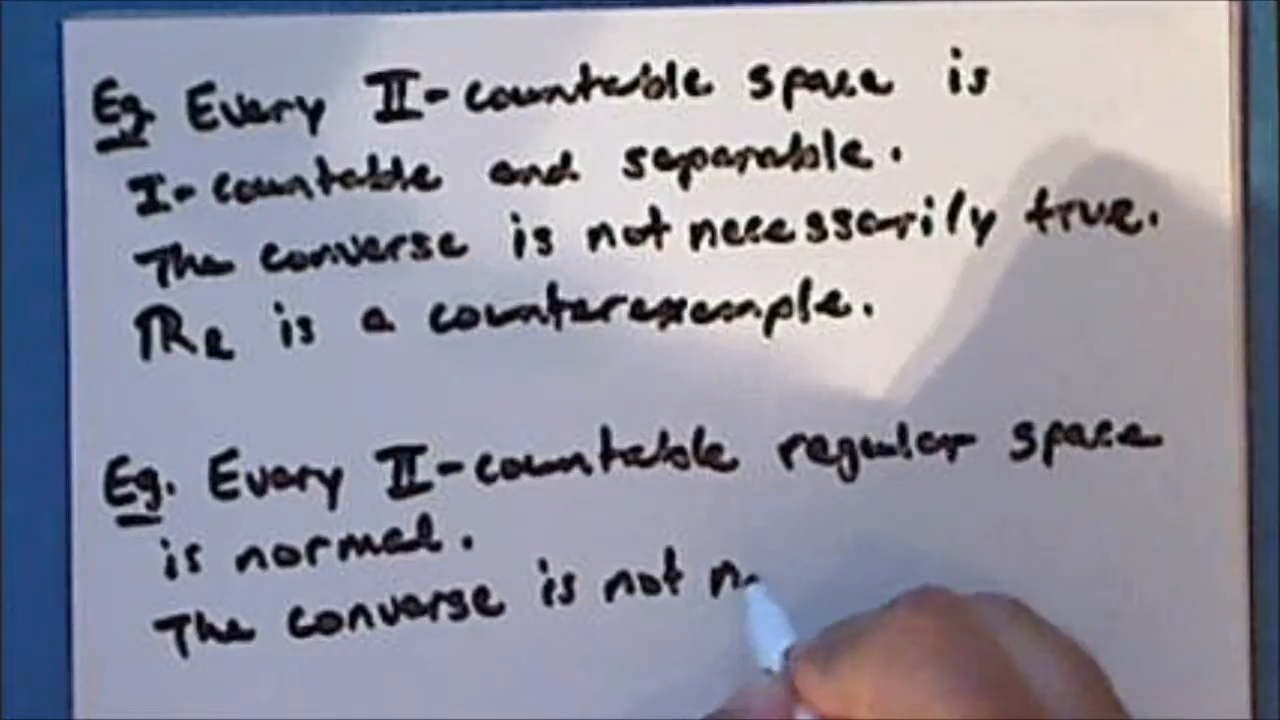 Eg. Every II-countable space is
I-countable and separable.
The converse is not necessarily true.
ℝℓ is a counterexample.
Eg. Every II-countable regular space
is normal.
The converse is not n